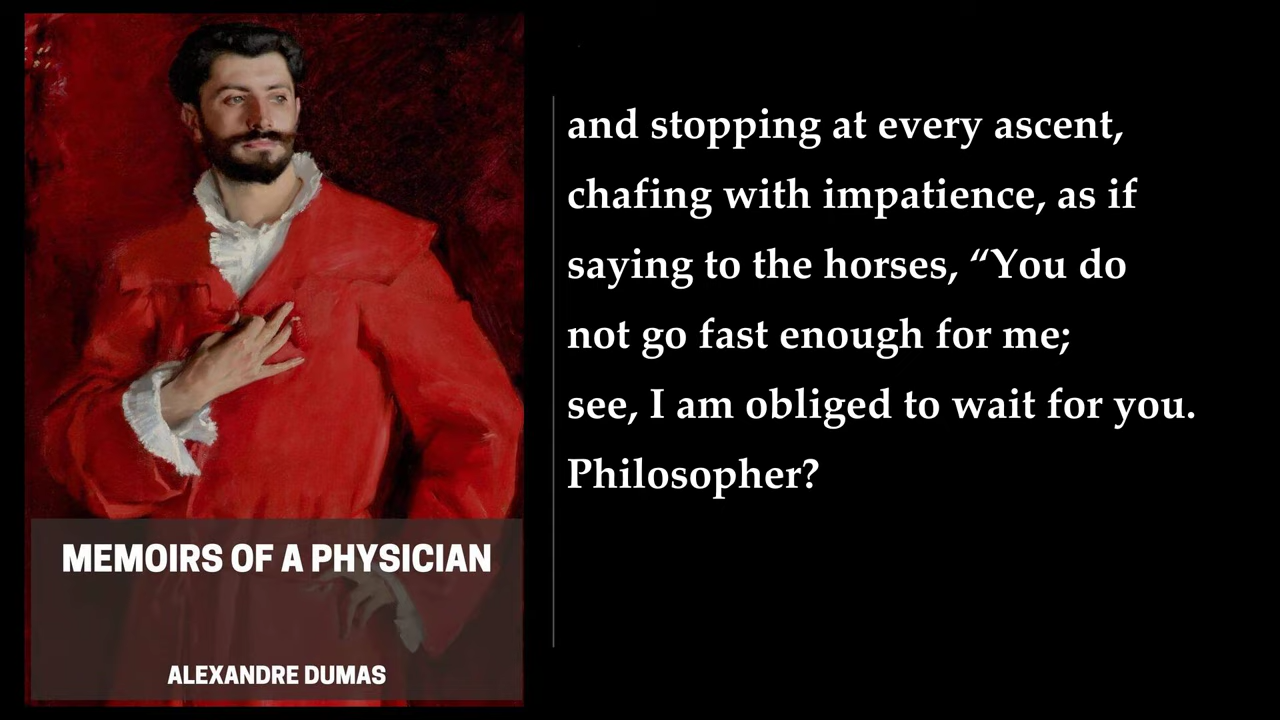 and stopping at every ascent,
chafing with impatience, as if
saying to the horses, “You do
not go fast enough for me;
see, I am obliged to wait for you.
Philosopher?
MEMOIRS OF A PHYSICIAN
ALEXANDRE DUMAS